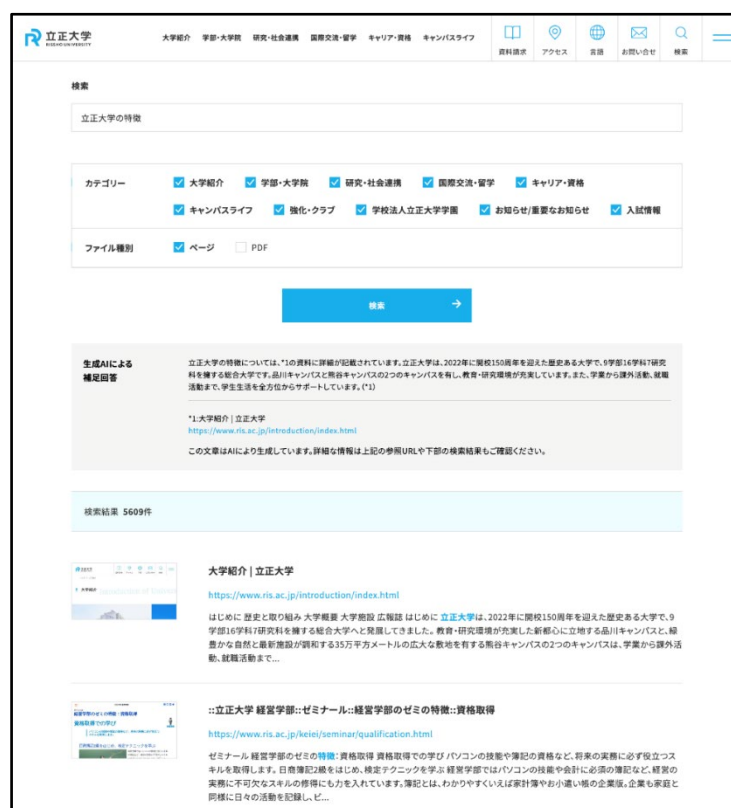 立正大学
RISSHO UNIVERSITY
大学紹介 学部・大学院 研究・社会連携 国際交流・留学 キャリア・資格 キャンパスライフ
資料請求 アクセス 言語 お問い合せ 検索
検索
立正大学の特徴
カテゴリー 大学紹介 学部・大学院 研究・社会連携 国際交流・留学 キャリア・資格
キャンパスライフ 強化・クラブ 学校法人立正大学学園 お知らせ/重要なお知らせ 入試情報
ファイル種別 ページ PDF
検索
生成AIによる
補足回答
立正大学の特徴については、*1の資料に詳細が記載されています。立正大学は、2022年に開校150周年を迎えた歴史ある大学で、9学部16学科7研究
科を擁する総合大学です。品川キャンパスと熊谷キャンパスの2つのキャンパスを有し、教育・研究環境が充実しています。また、学業から課外活動、就職
活動まで、学生生活を全方位からサポートしています。(*1)
*1:大学紹介 | 立正大学
https://www.ris.ac.jp/introduction/index.html
この文章はAIにより生成しています。詳細な情報は上記の参照URLや下部の検索結果もご確認ください。
検索結果 5609件
大学紹介 | 立正大学
https://www.ris.ac.jp/introduction/index.html
はじめに 歴史と取り組み 大学概要 大学施設 広報誌 はじめに 立正大学は、2022年に開校150周年を迎えた歴史ある大学で、9
学部16学科7研究科を擁する総合大学へと発展してきました。 教育・研究環境が充実した新都心に立地する品川キャンパスと、緑
豊かな自然と最新施設が調和する35万平方メートルの広大な敷地を有する熊谷キャンパスの2つのキャンパスは、学業から課外活
動、就職活動まで...
::立正大学 経営学部::ゼミナール::経営学部のゼミの特徴::資格取得
https://www.ris.ac.jp/keiei/seminar/qualification.html
ゼミナール 経営学部のゼミの特徴：資格取得 資格取得での学び パソコンの技能や簿記の資格など、将来の実務に必ず役立つス
キルを取得します。 日商簿記2級をはじめ、検定テクニックを学ぶ 経営学部ではパソコンの技能や会計に必須の簿記など、経営の
実務に不可欠なスキルの修得にも力を入れています。簿記とは、わかりやすくいえば家計簿やお小遣い帳の企業版。企業も家庭と
同様に日々の活動を記録し、ビ...